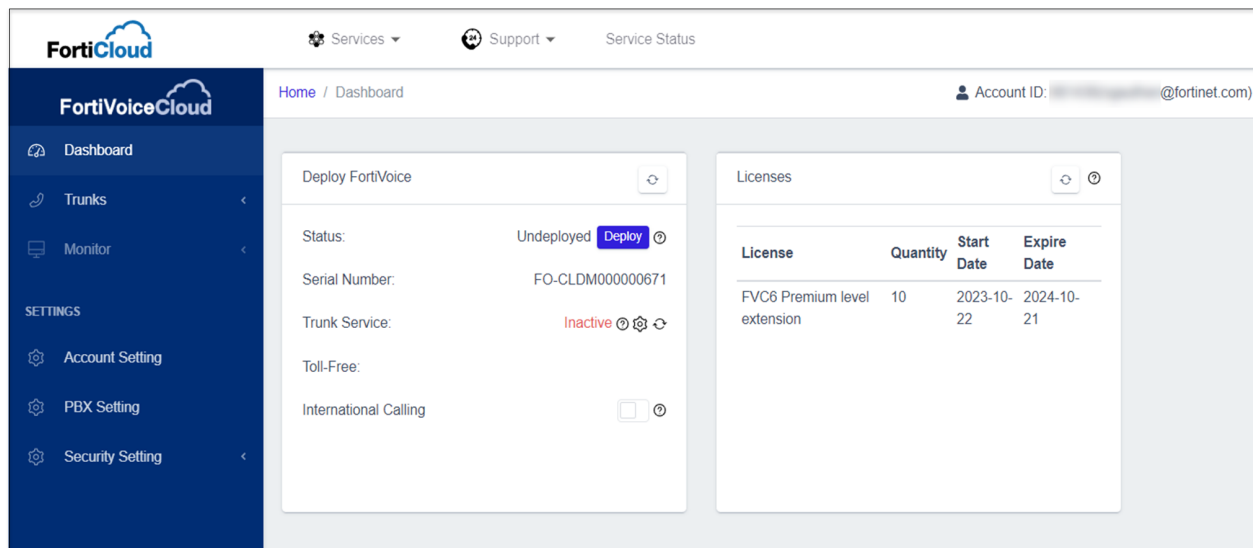 FortiCloud
Services
24
Support
Service Status
FortiVoiceCloud
Home / Dashboard
Account ID: @fortinet.com)
Dashboard
Trunks
Monitor
SETTINGS
Account Setting
PBX Setting
Security Setting
Deploy FortiVoice
Status: Undeployed Deploy
Serial Number: FO-CLDM000000671
Trunk Service: Inactive
Toll-Free:
International Calling
Licenses
License Quantity Start Date Expire Date
FVC6 Premium level extension 10 2023-10-22 2024-10-21